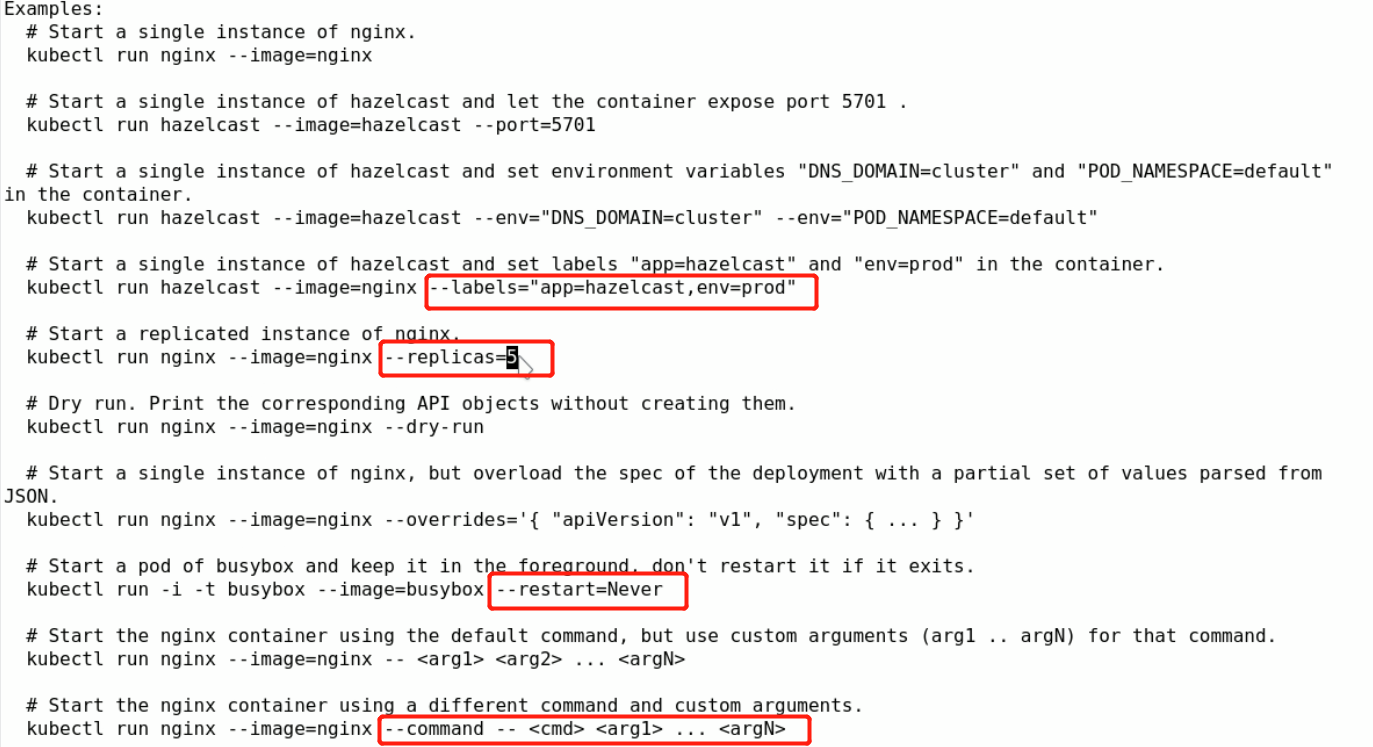 Examples:
# Start a single instance of nginx.
kubectl run nginx --image=nginx
# Start a single instance of hazelcast and let the container expose port 5701 .
kubectl run hazelcast --image=hazelcast --port=5701
# Start a single instance of hazelcast and set environment variables "DNS_DOMAIN=cluster" and "POD_NAMESPACE=default"
in the container.
kubectl run hazelcast --image=hazelcast --env="DNS_DOMAIN=cluster" --env="POD_NAMESPACE=default"
# Start a single instance of hazelcast and set labels "app=hazelcast" and "env=prod" in the container.
kubectl run hazelcast --image=nginx --labels="app=hazelcast,env=prod"
# Start a replicated instance of nginx.
kubectl run nginx --image=nginx --replicas=5
# Dry run. Print the corresponding API objects without creating them.
kubectl run nginx --image=nginx --dry-run
# Start a single instance of nginx, but overload the spec of the deployment with a partial set of values parsed from
JSON.
kubectl run nginx --image=nginx --overrides='{ "apiVersion": "v1", "spec": { ... } }'
# Start a pod of busybox and keep it in the foreground, don't restart it if it exits.
kubectl run -i -t busybox --image=busybox --restart=Never
# Start the nginx container using the default command, but use custom arguments (arg1 .. argN) for that command.
kubectl run nginx --image=nginx -- <arg1> <arg2> ... <argN>
# Start the nginx container using a different command and custom arguments.
kubectl run nginx --image=nginx --command -- <cmd> <arg1> ... <argN>